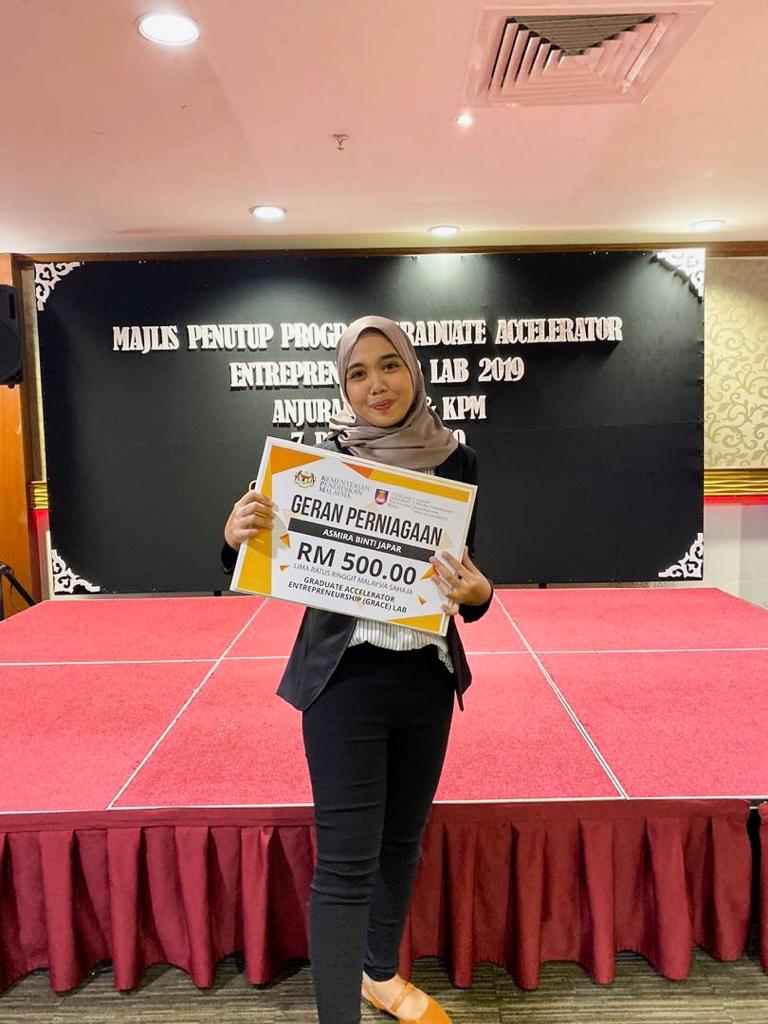 MAJLIS PENUTUP PROGRA GRADUATE ACCELERATOR
ENTREPREN LAB 2019
ANJURA & KPM
KEMENTERIAN
PENDIDIKAN
MALAYSIA
GERAN PERNIAGAAN
ASMIRA BINTI JAPAR
RM 500.00
LIMA RATUS RINGGIT MALAYSIA SAHAJA
GRADUATE ACCELERATOR
ENTREPRENEURSHIP (GRACE) LAB